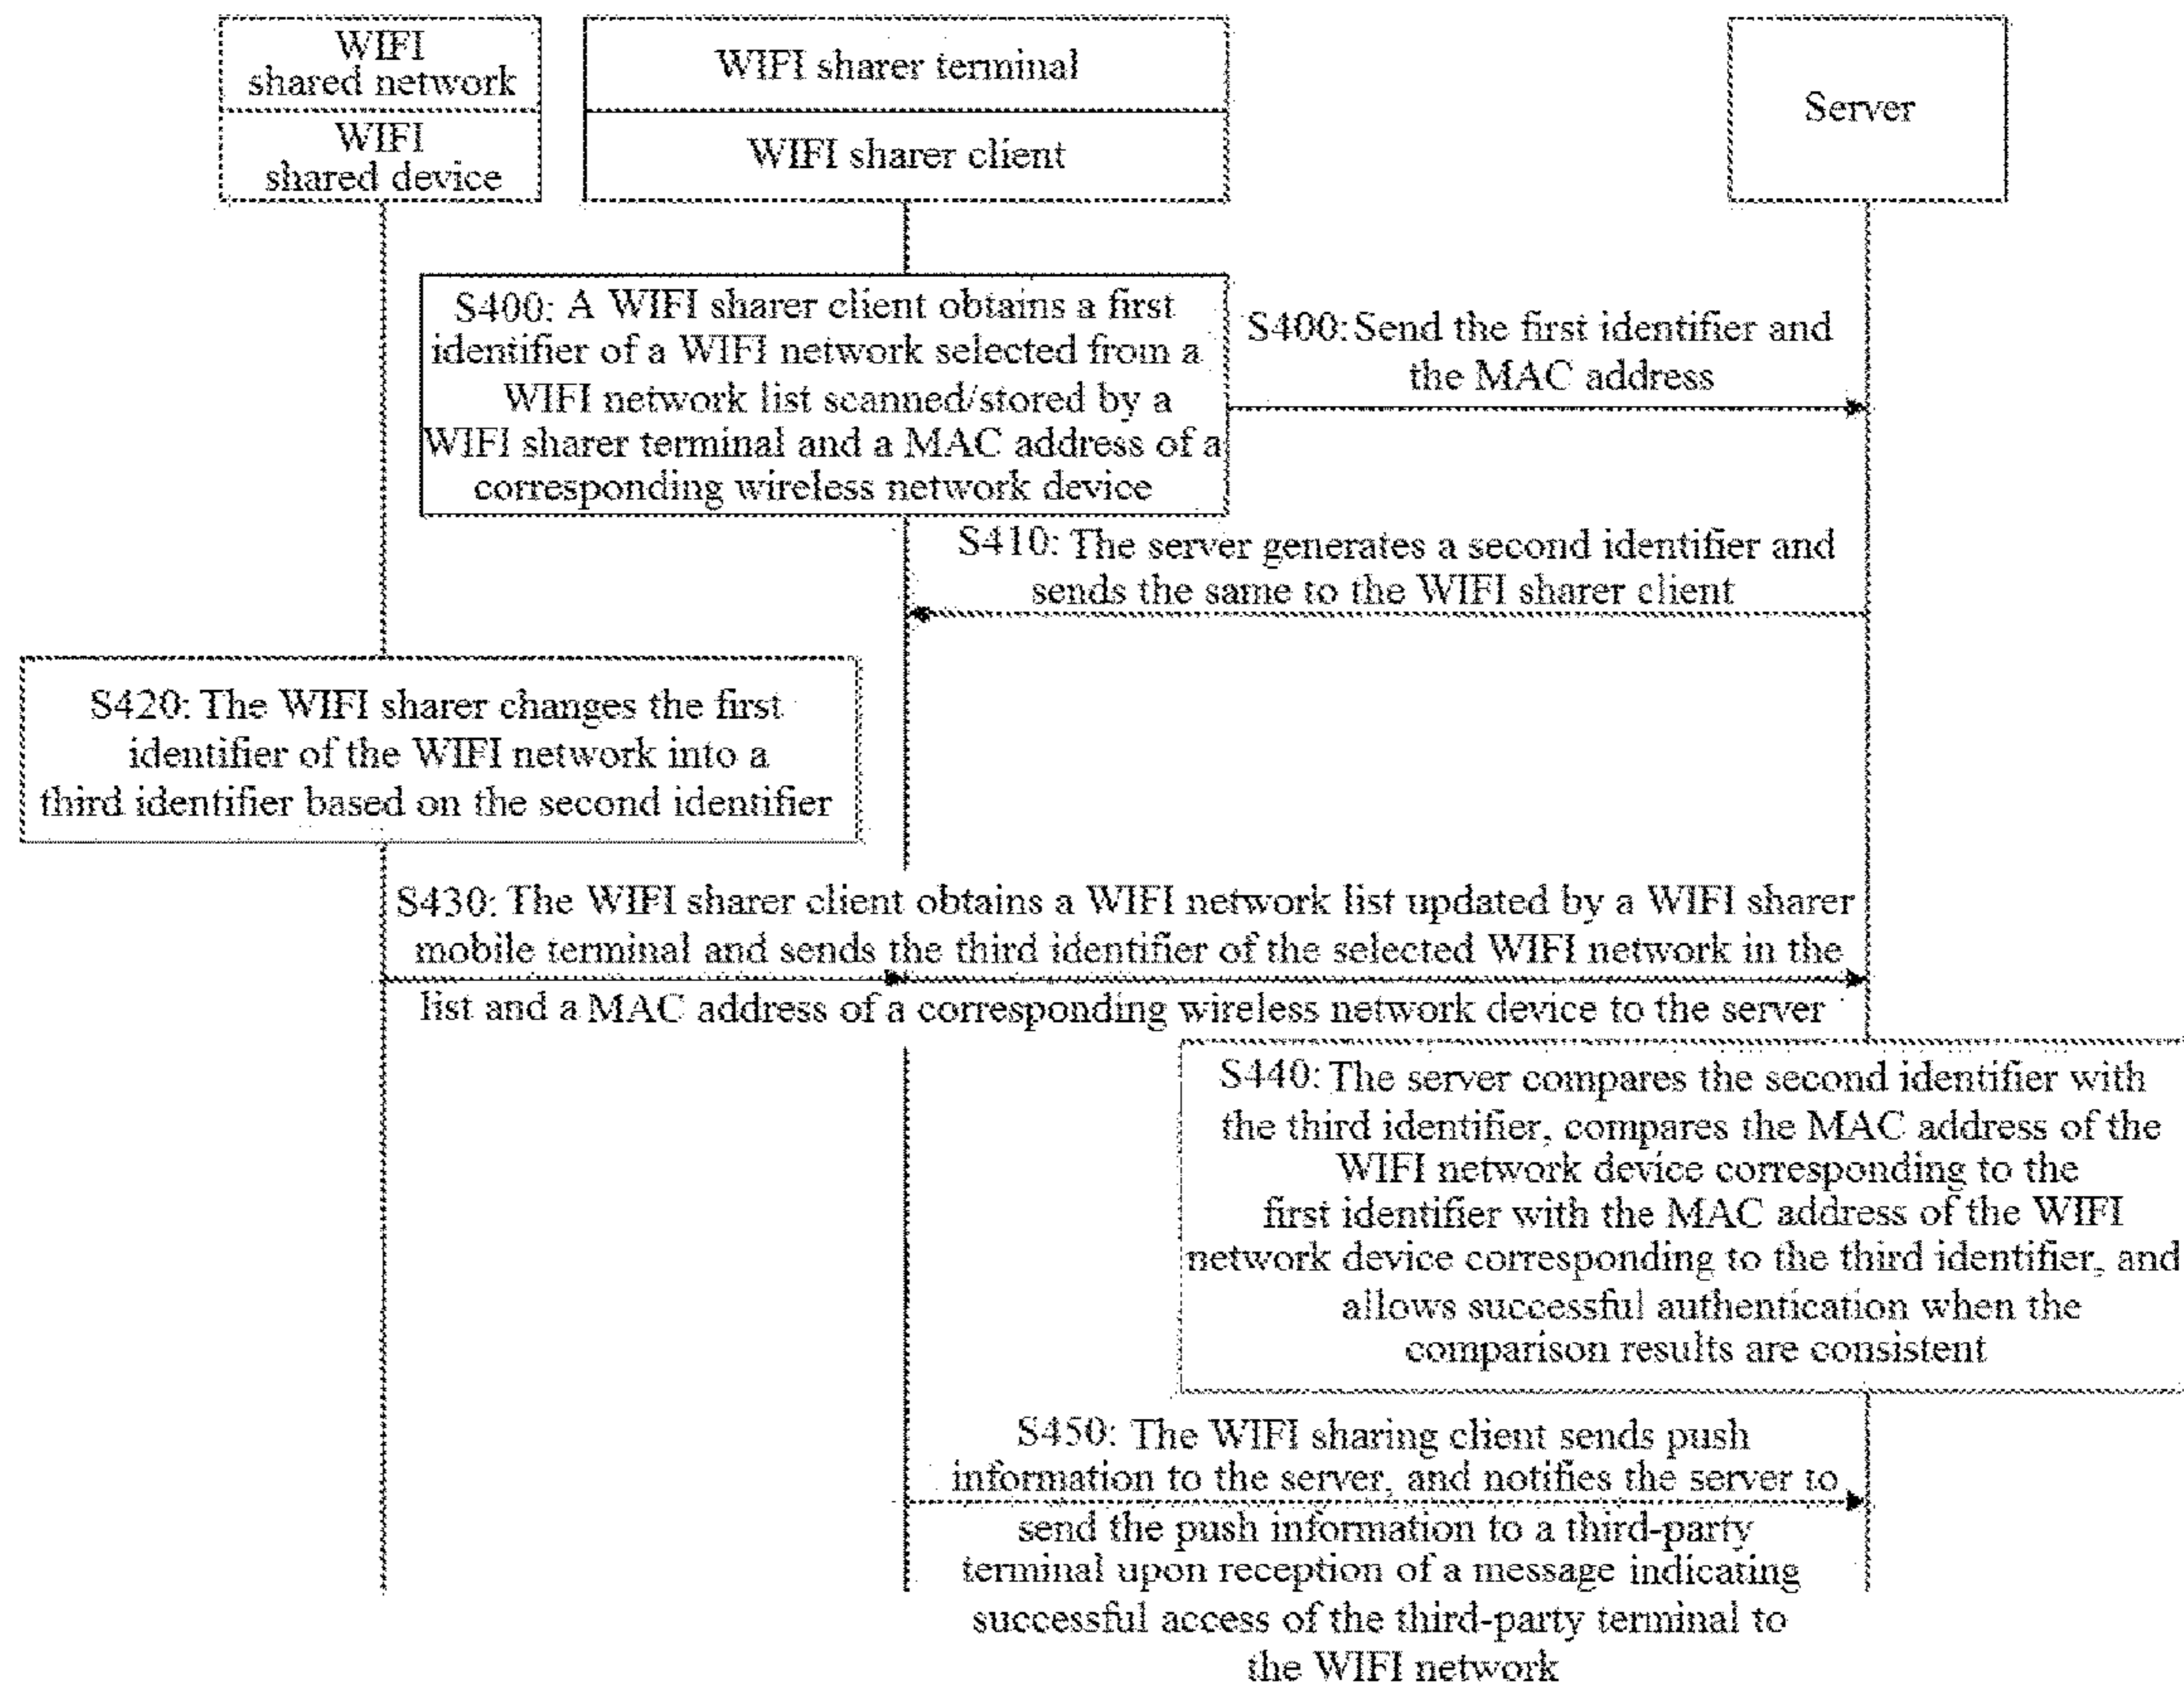 WIFI
shared network
WIFI
shared device
WIFI sharer terminal
WIFI sharer client
Server
S400: A WIFI sharer client obtains a first
identifier of a WIFI network selected from a
WIFI network list scanned/stored by a
WIFI sharer terminal and a MAC address of a
corresponding wireless network device
S400: Send the first identifier and
the MAC address
S410: The server generates a second identifier and
sends the same to the WIFI sharer client
S420: The WIFI sharer changes the first
identifier of the WIFI network into a
third identifier based on the second identifier
S430: The WIFI sharer client obtains a WIFI network list updated by a WIFI sharer
mobile terminal and sends the third identifier of the selected WIFI network in the
list and a MAC address of a corresponding wireless network device to the server
S440: The server compares the second identifier with
the third identifier, compares the MAC address of the
WIFI network device corresponding to the
first identifier with the MAC address of the WIFI
network device corresponding to the third identifier, and
allows successful authentication when the
comparison results are consistent
S450: The WIFI sharing client sends push
information to the server, and notifies the server to
send the push information to a third-party
terminal upon reception of a message indicating
successful access of the third-party terminal to
the WIFI network